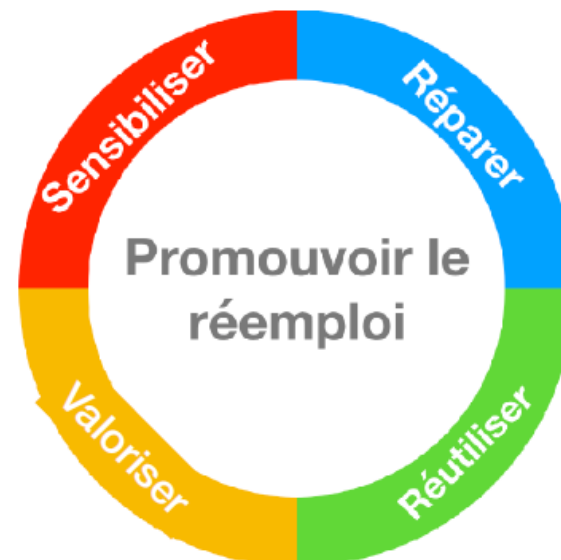 Sensibiliser
Réparer
Promouvoir le
réemploi
Valoriser
Réutiliser